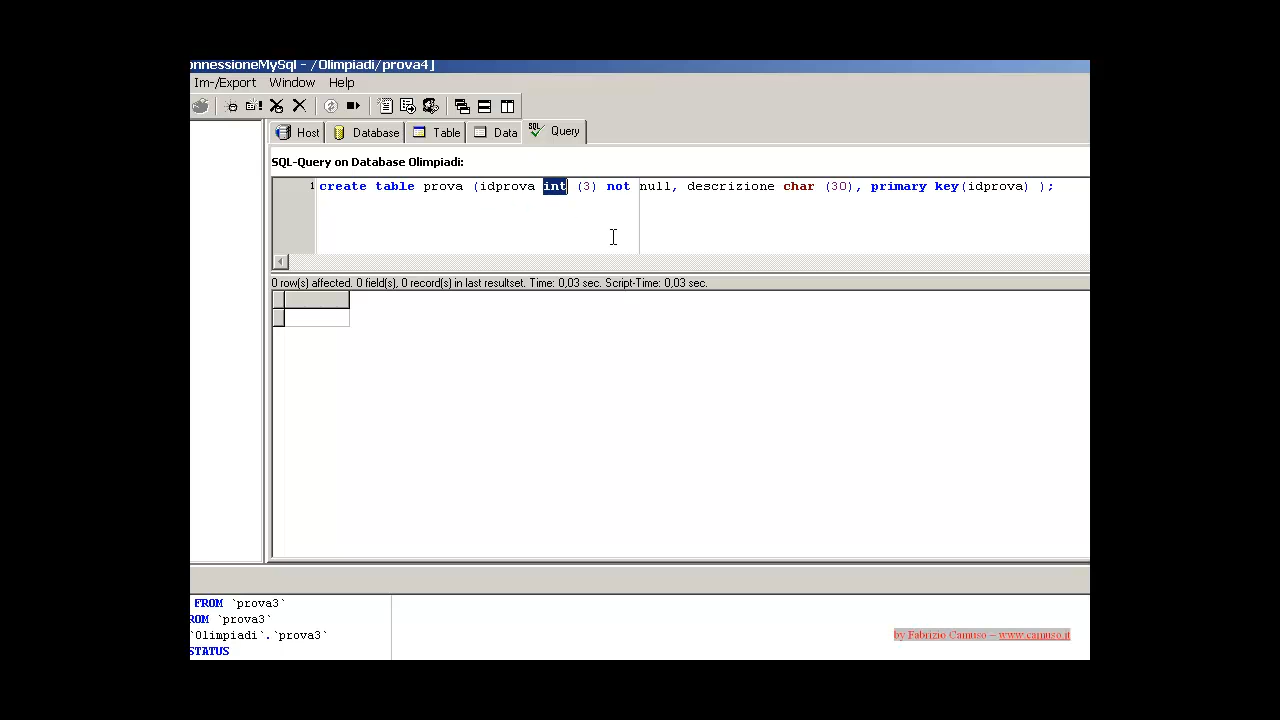 onnessioneMySql - /Olimpiadi/prova4]
Im-/Export Window Help
Host Database Table Data SQL Query
SQL-Query on Database Olimpiadi:
1 create table prova (idprova int (3) not null, descrizione char (30), primary key(idprova) );
0 row(s) affected. 0 field(s), 0 record(s) in last resultset. Time: 0,03 sec. Script-Time: 0,03 sec.
FROM `prova3`
ROM `prova3`
`Olimpiadi`.`prova3`
STATUS
by Fabrizio Camuso – www.camuso.it